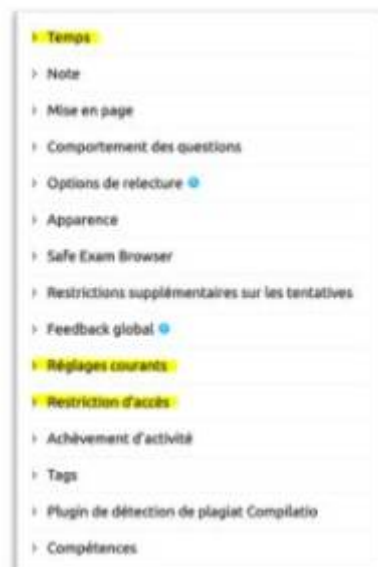 Temps
Note
Mise en page
Comportement des questions
Options de relecture
Apparence
Safe Exam Browser
Restrictions supplémentaires sur les tentatives
Feedback global
Réglages courants
Restriction d'accès
Achèvement d'activité
Tags
Plugin de détection de plagiat Compilatio
Compétences